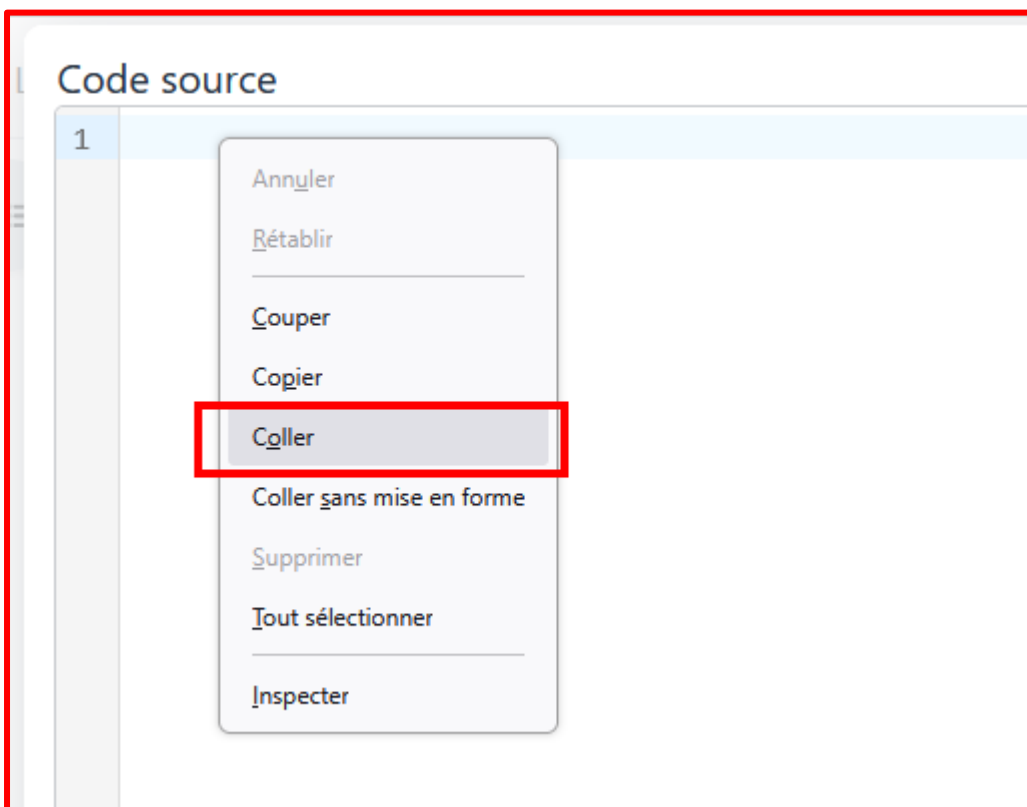 Code source
1
Annuler
Rétablir
Couper
Copier
Coller
Coller sans mise en forme
Supprimer
Tout sélectionner
Inspecter